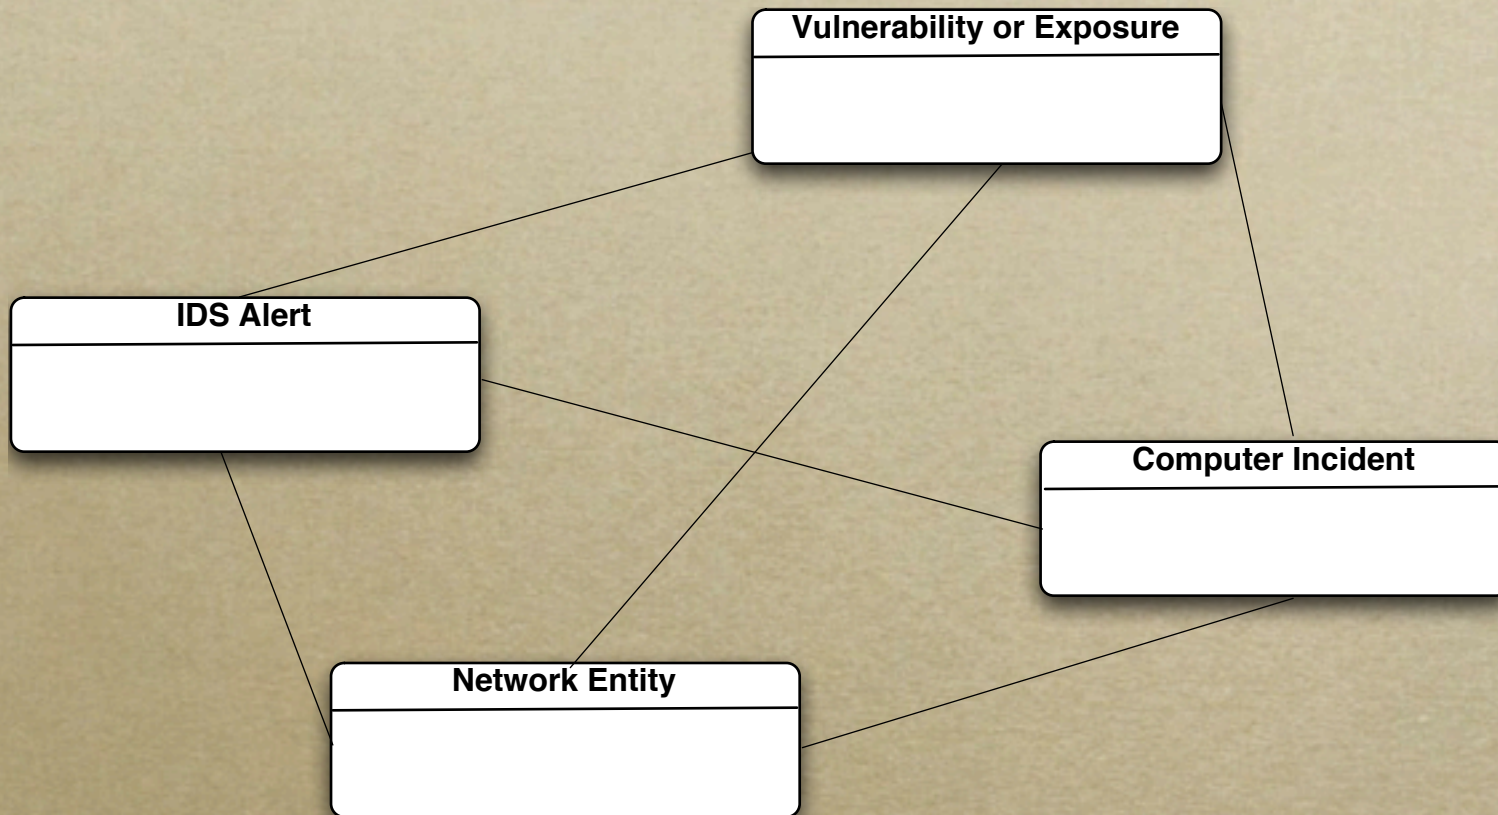 Vulnerability or Exposure
IDS Alert
Computer Incident
Network Entity